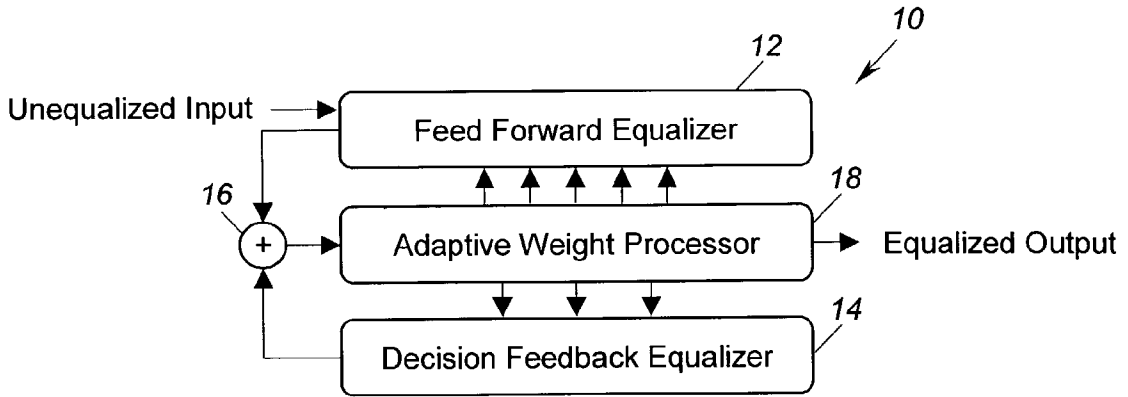 10
12
Unequalized Input
Feed Forward Equalizer
16
18
+
Adaptive Weight Processor
Equalized Output
14
Decision Feedback Equalizer